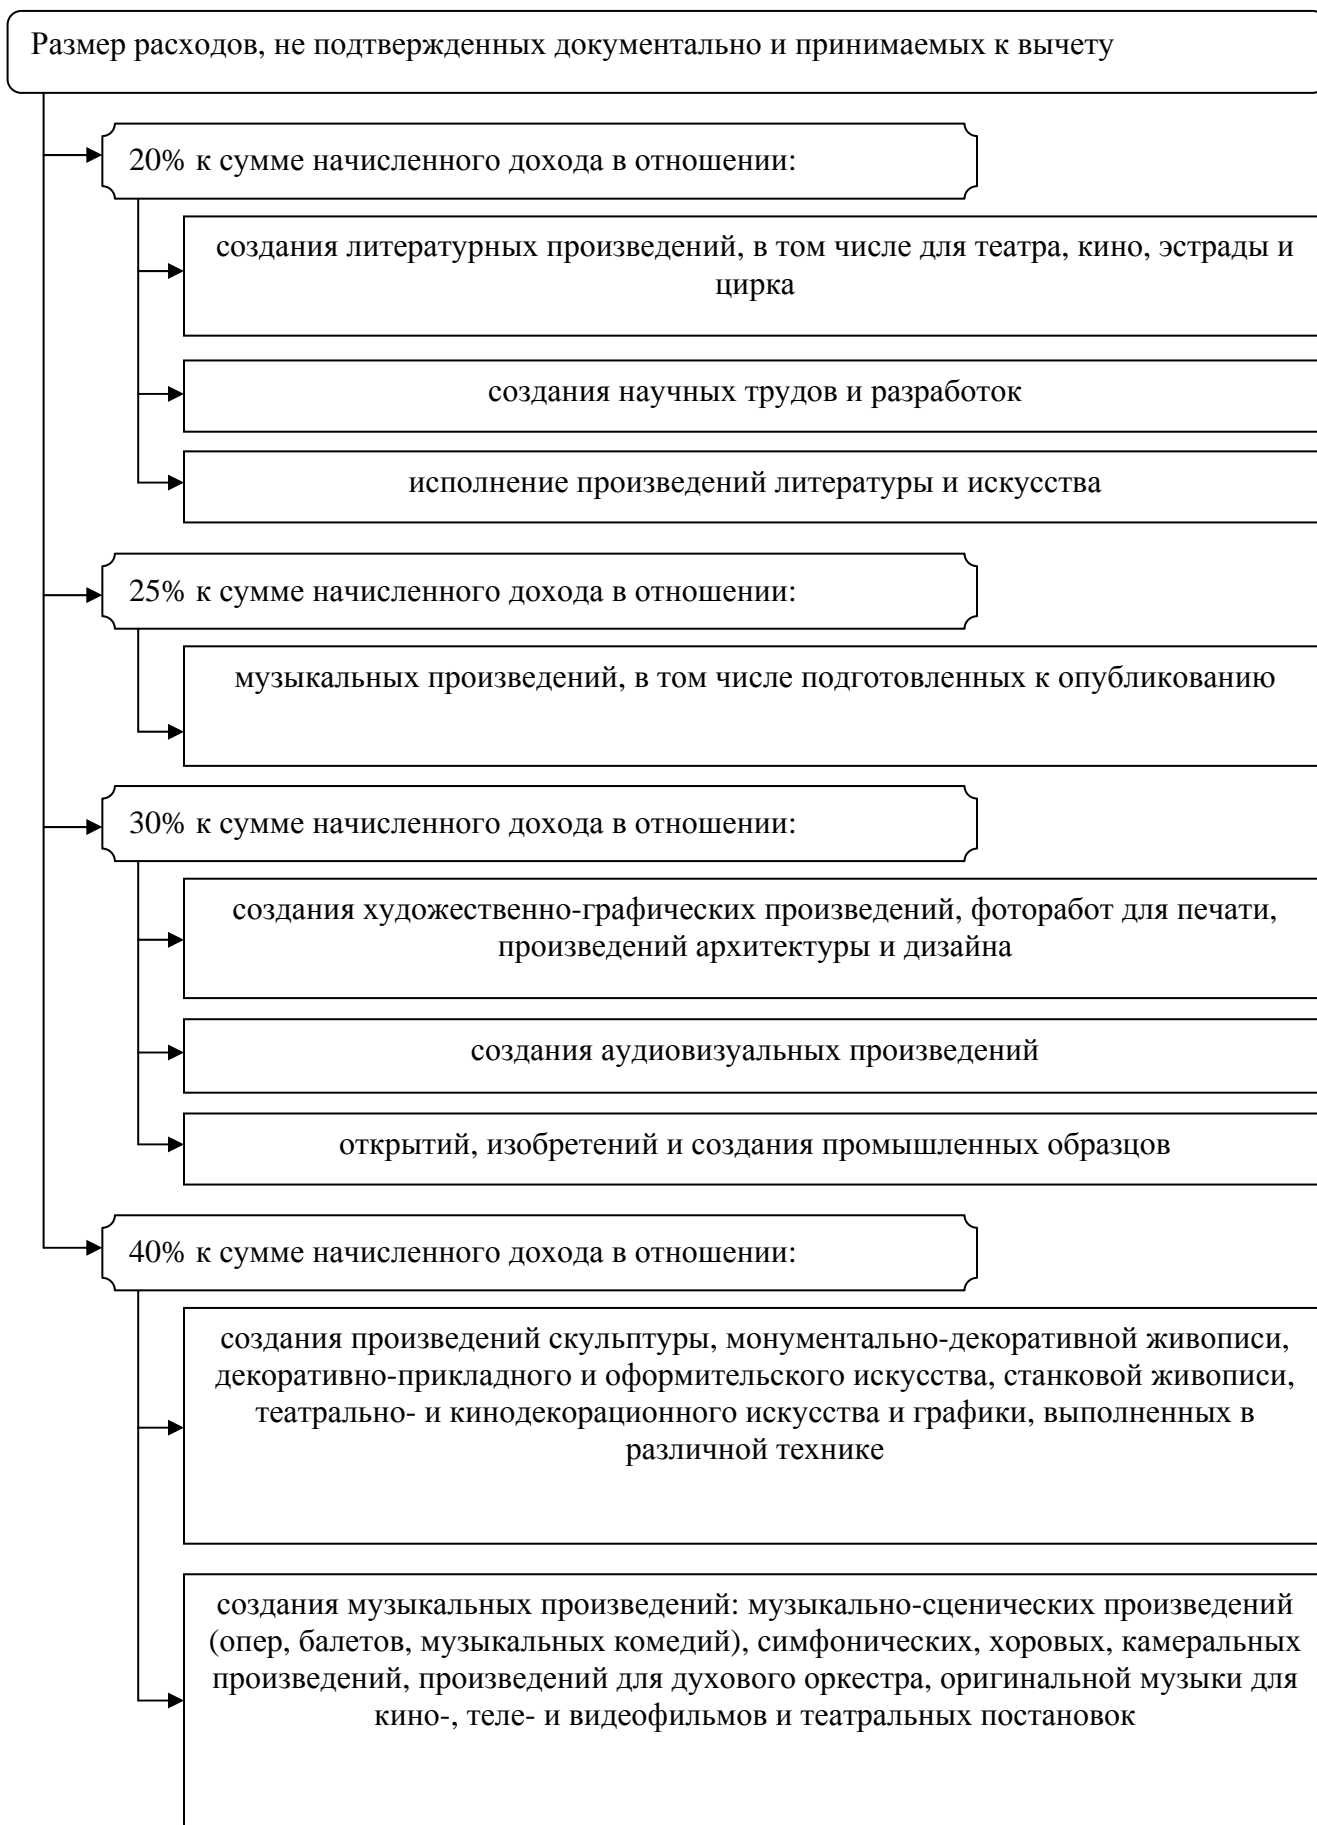 Размер расходов, не подтвержденных документально и принимаемых к вычету
20% к сумме начисленного дохода в отношении:
создания литературных произведений, в том числе для театра, кино, эстрады и
цирка
создания научных трудов и разработок
исполнение произведений литературы и искусства
25% к сумме начисленного дохода в отношении:
музыкальных произведений, в том числе подготовленных к опубликованию
30% к сумме начисленного дохода в отношении:
создания художественно-графических произведений, фоторабот для печати,
произведений архитектуры и дизайна
создания аудиовизуальных произведений
открытий, изобретений и создания промышленных образцов
40% к сумме начисленного дохода в отношении:
создания произведений скульптуры, монументально-декоративной живописи,
декоративно-прикладного и оформительского искусства, станковой живописи,
театрально- и кинодекорационного искусства и графики, выполненных в
различной технике
создания музыкальных произведений: музыкально-сценических произведений
(опер, балетов, музыкальных комедий), симфонических, хоровых, камеральных
произведений, произведений для духового оркестра, оригинальной музыки для
кино-, теле- и видеофильмов и театральных постановок